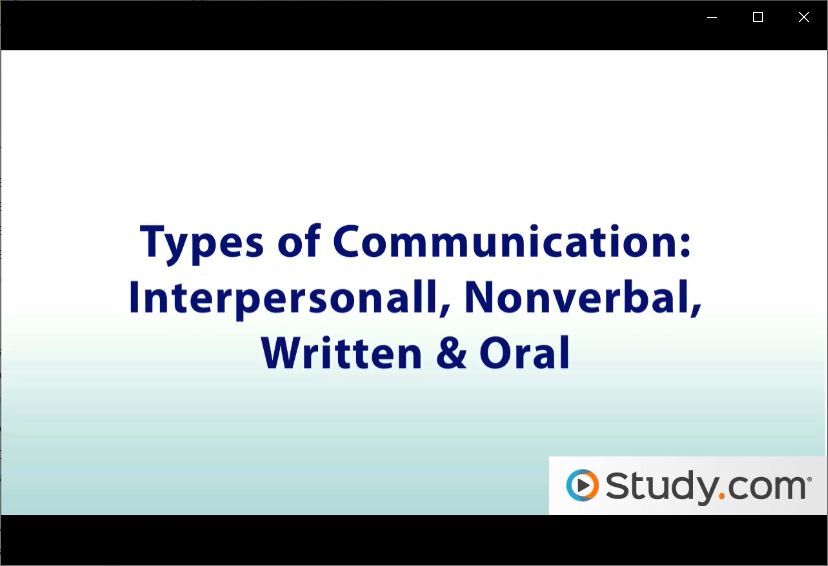 Types of Communication:
Interpersonall, Nonverbal,
Written & Oral
Study.com®